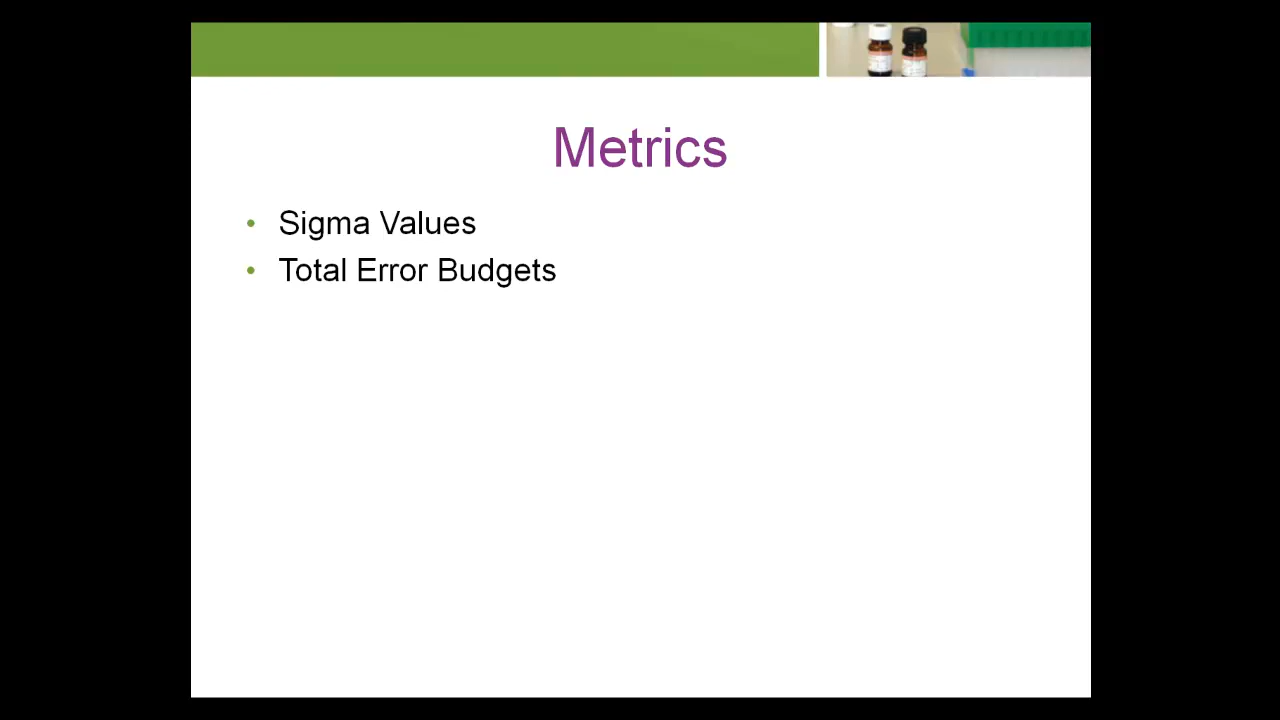 Metrics
• Sigma Values
• Total Error Budgets